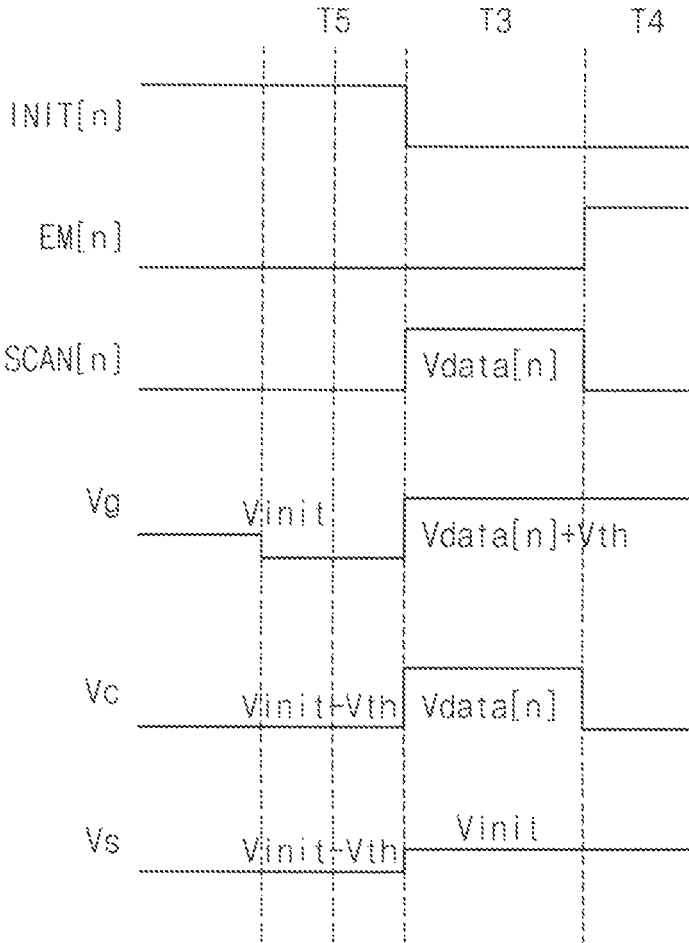 T5 T3 T4
INIT[n]
EM[n]
SCAN[n] Vdata[n]
Vg Vinit Vdata[n]+Vth
Vc Vinit-Vth Vdata[n]
Vs Vinit-Vth Vinit